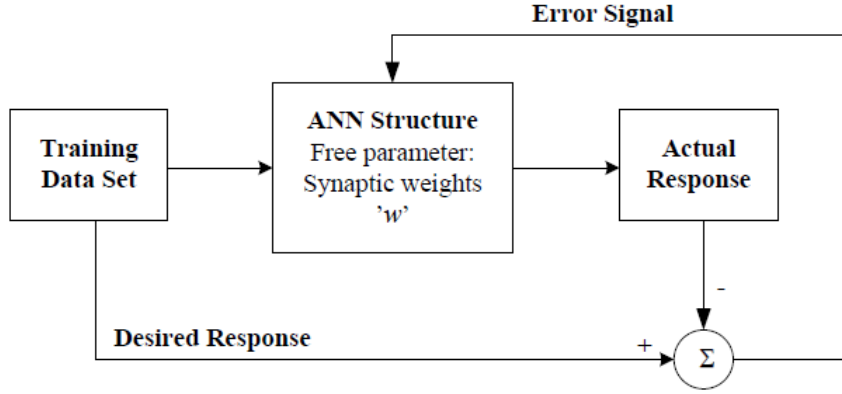 Error Signal
Training
Data Set
ANN Structure
Free parameter:
Synaptic weights
’w’
Actual
Response
-
Desired Response
+
Σ